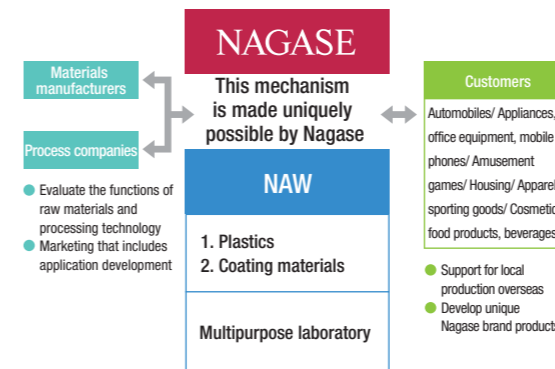 Materials
manufacturers
Process companies
Evaluate the functions of
raw materials and
processing technology
Marketing that includes
application development
NAGASE
This mechanism
is made uniquely
possible by Nagase
NAW
1. Plastics
2. Coating materials
Multipurpose laboratory
Customers
Automobiles/ Appliances,
office equipment, mobile
phones/ Amusement
games/ Housing/ Apparel
sporting goods/ Cosmetic
food products, beverages
Support for local
production overseas
Develop unique
Nagase brand products